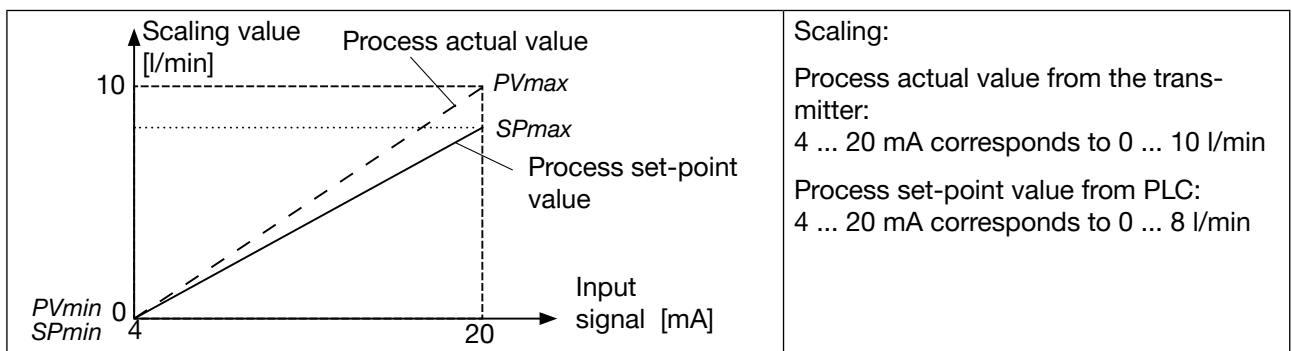 Scaling value
[l/min]
Process actual value
10
PVmax
SPmax
Process set-point
value
PVmin 0
SPmin
4
20
Input
signal [mA]
Scaling:
Process actual value from the trans-
mitter:
4 ... 20 mA corresponds to 0 ... 10 l/min
Process set-point value from PLC:
4 ... 20 mA corresponds to 0 ... 8 l/min